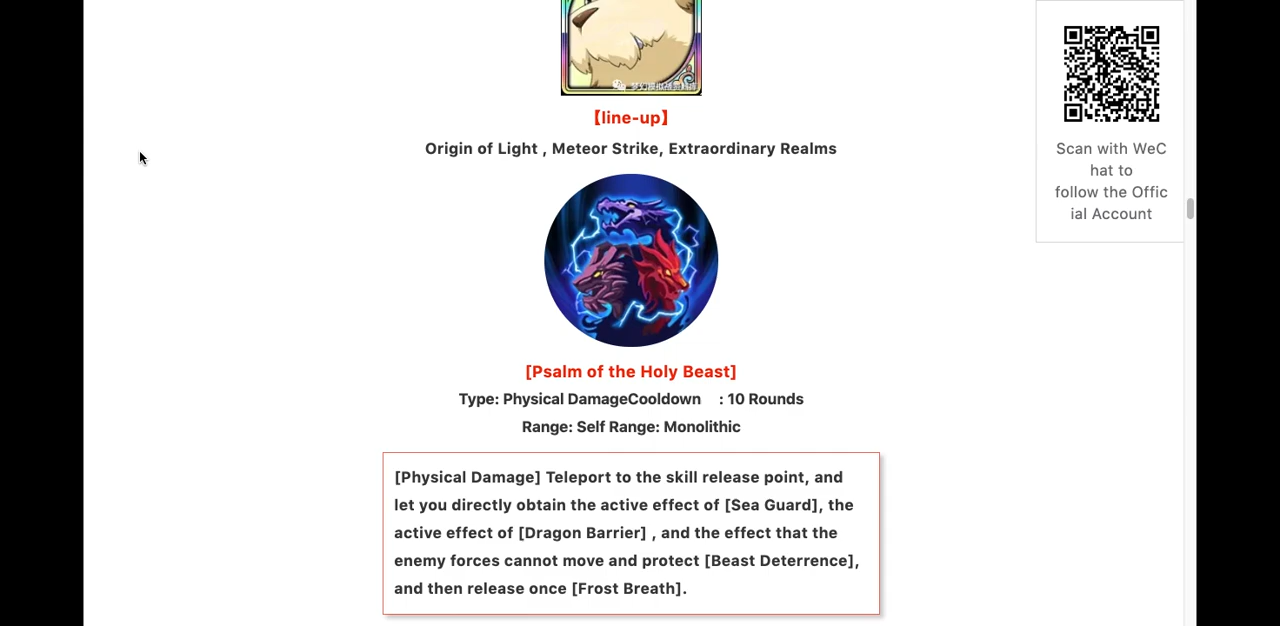 【line-up】
Origin of Light , Meteor Strike, Extraordinary Realms
[Psalm of the Holy Beast]
Type: Physical DamageCooldown : 10 Rounds
Range: Self Range: Monolithic
[Physical Damage] Teleport to the skill release point, and
let you directly obtain the active effect of [Sea Guard], the
active effect of [Dragon Barrier] , and the effect that the
enemy forces cannot move and protect [Beast Deterrence],
and then release once [Frost Breath].
Scan with WeC
hat to
follow the Offic
ial Account